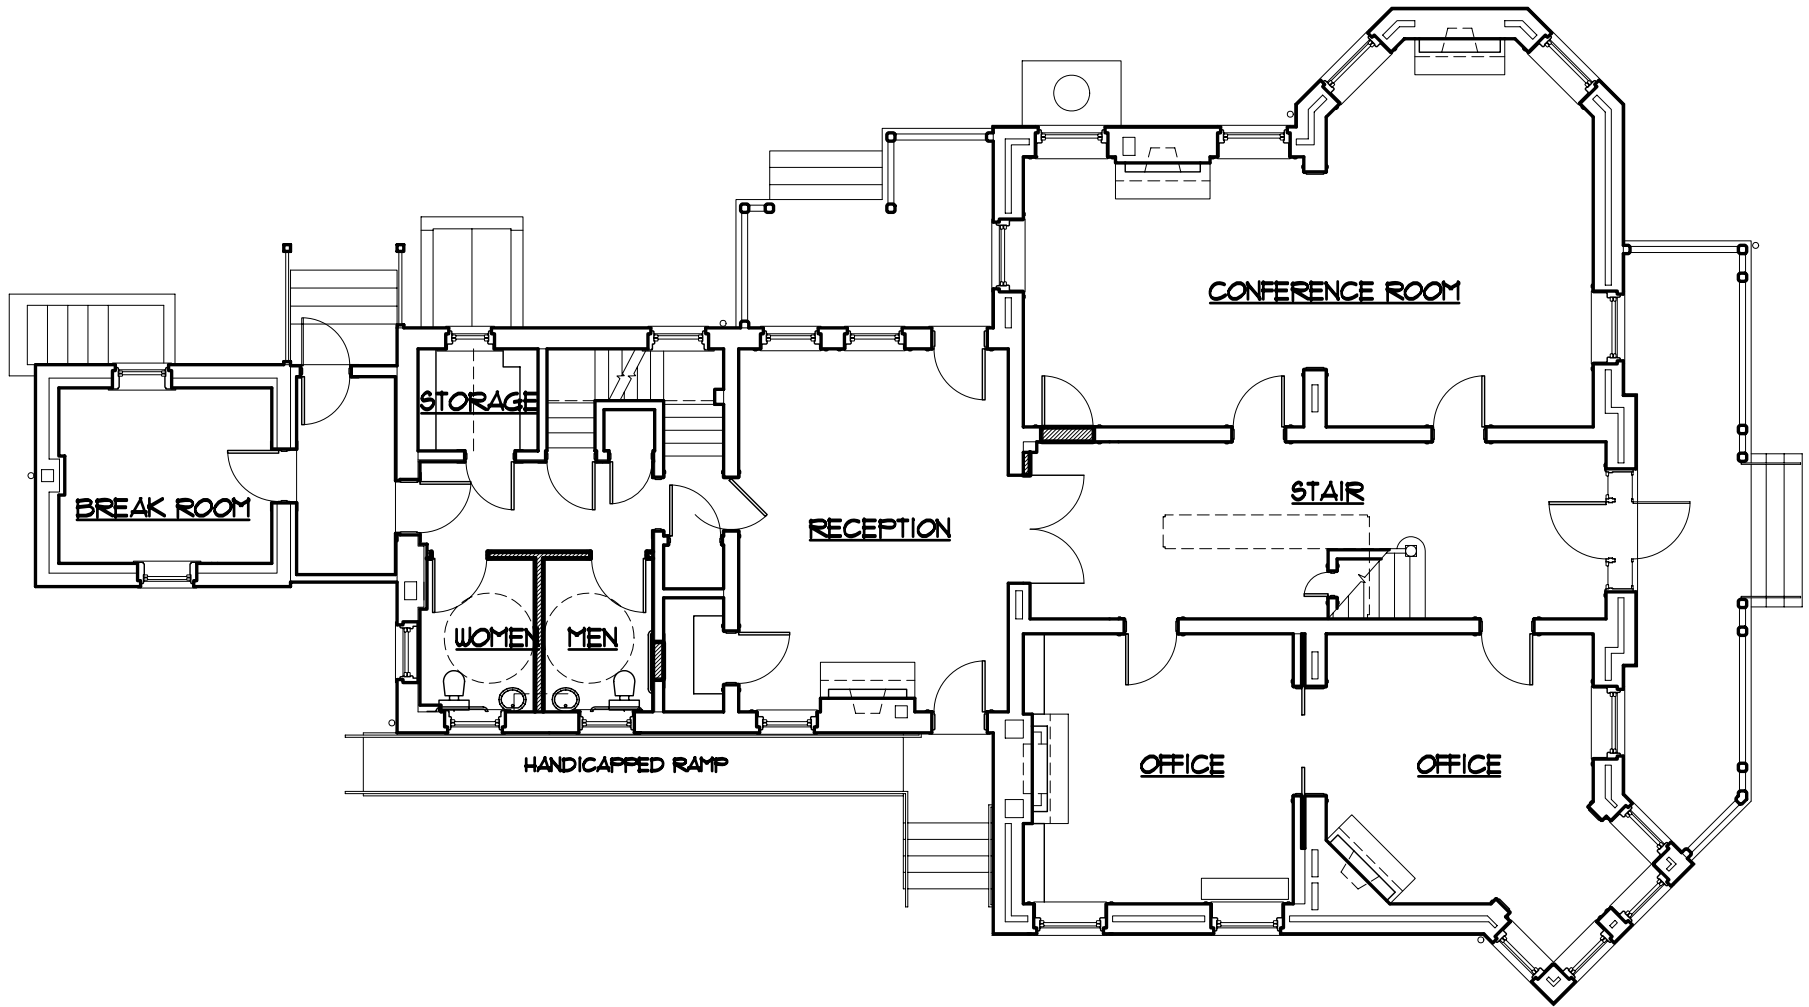 CONFERENCE ROOM
STORAGE
BREAK ROOM
STAIR
RECEPTION
WOMEN
MEN
HANDICAPPED RAMP
OFFICE
OFFICE